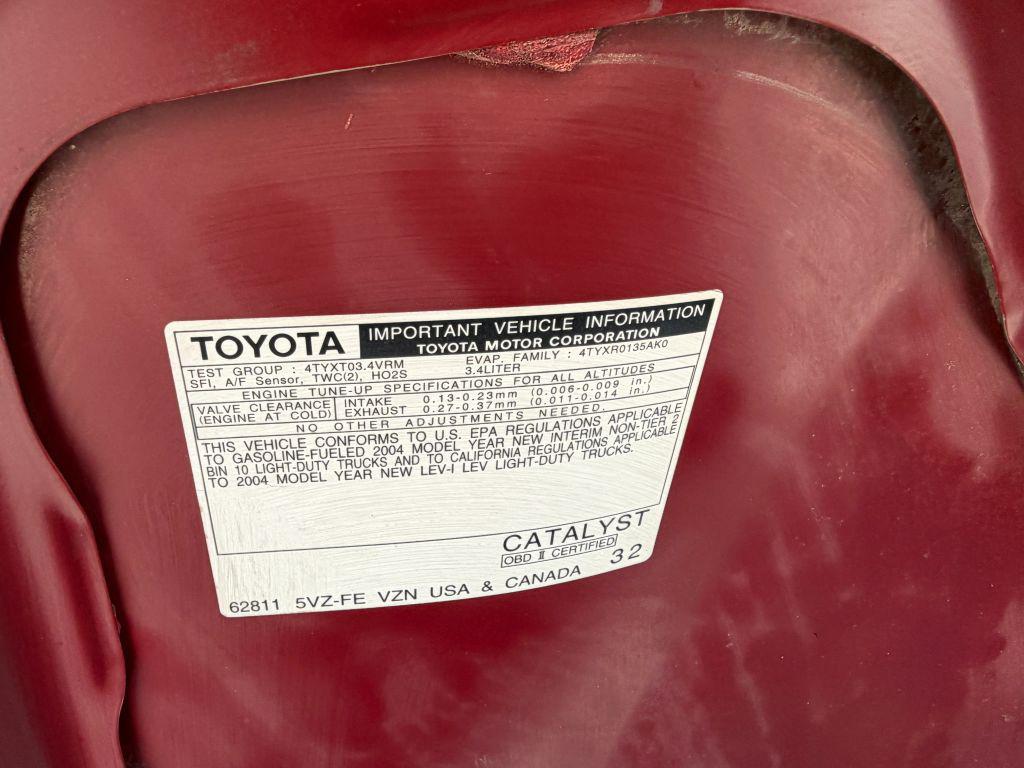 TOYOTA
IMPORTANT VEHICLE INFORMATION
TOYOTA MOTOR CORPORATION
TEST GROUP : 4TYXT03.4VRM EVAP. FAMILY : 4TYXR0135AK0
SFI, A/F Sensor, TWC(2), HO2S 3.4LITER
ENGINE TUNE-UP SPECIFICATIONS FOR ALL ALTITUDES
VALVE CLEARANCE INTAKE 0.13-0.23mm (0.006-0.009 in.)
(ENGINE AT COLD) EXHAUST 0.27-0.37mm (0.011-0.014 in.)
NO OTHER ADJUSTMENTS NEEDED.
THIS VEHICLE CONFORMS TO U.S. EPA REGULATIONS APPLICABLE
TO GASOLINE-FUELED 2004 MODEL YEAR NEW INTERIM NON-TIER 2
BIN 10 LIGHT-DUTY TRUCKS AND TO CALIFORNIA REGULATIONS APPLICABLE
TO 2004 MODEL YEAR NEW LEV-I LEV LIGHT-DUTY TRUCKS.
CATALYST
OBD II CERTIFIED
62811 5VZ-FE VZN USA & CANADA 32